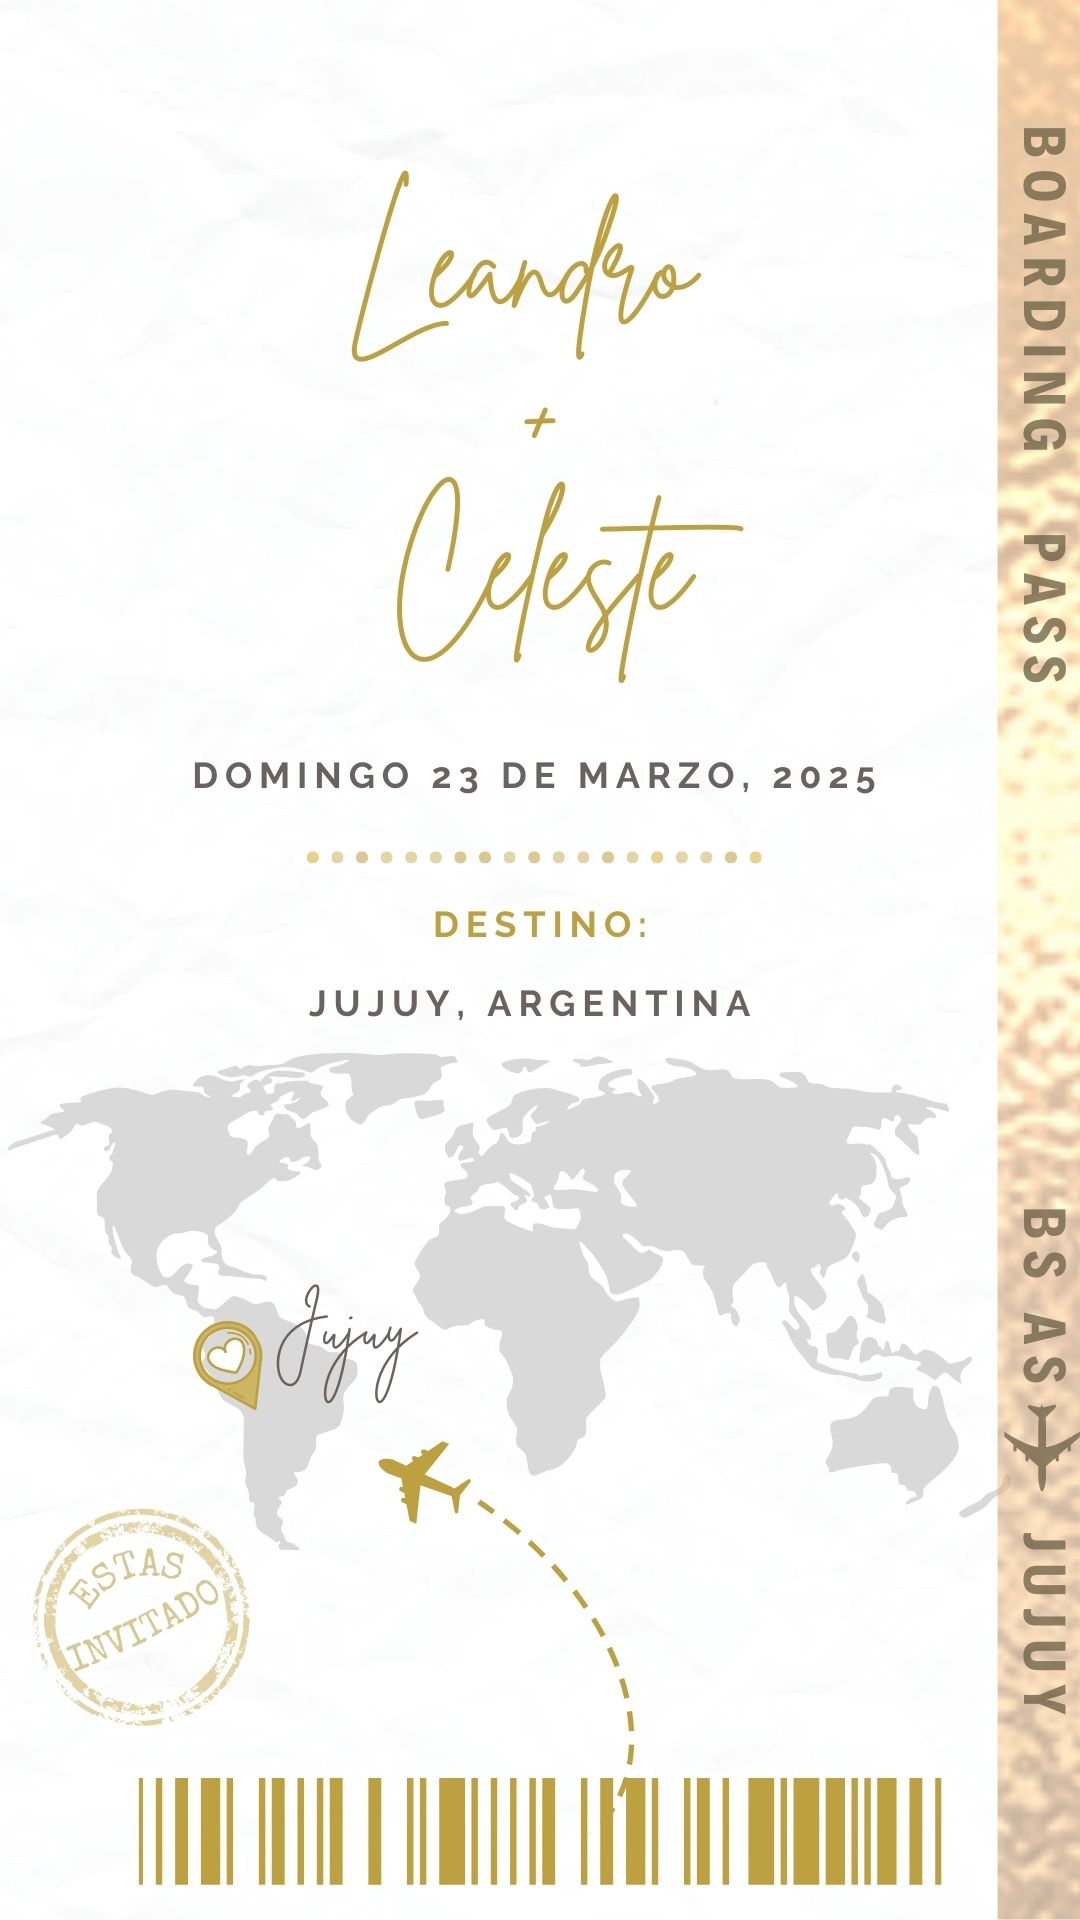 Leandro
+
Celeste
DOMINGO 23 DE MARZO, 2025
DESTINO:
JUJUY, ARGENTINA
Jujuy
ESTAS
INVITADO
BOARDING PASS
BS AS
JUJUY